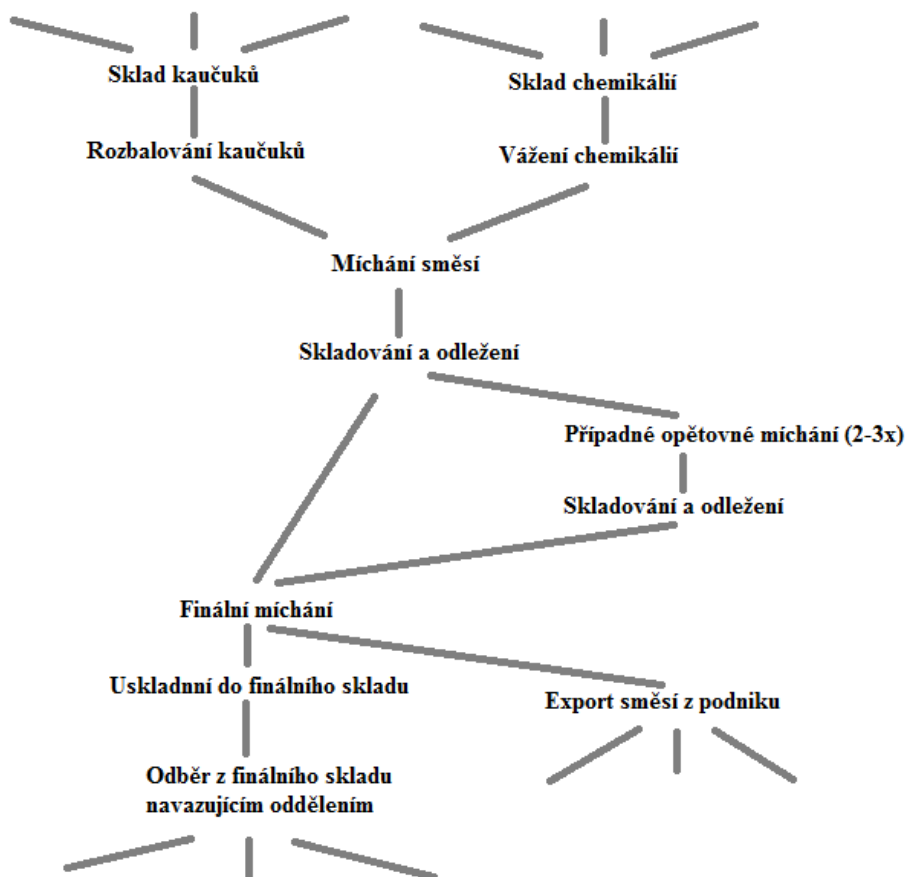 Sklad kaučuků
Sklad chemikálií
Rozbalování kaučuků
Vážení chemikálií
Míchání směsí
Skladování a odležení
Případné opětovné míchání (2-3x)
Skladování a odležení
Finální míchání
Uskladnní do finálního skladu
Export směsí z podniku
Odběr z finálního skladu
navazujícím oddělením